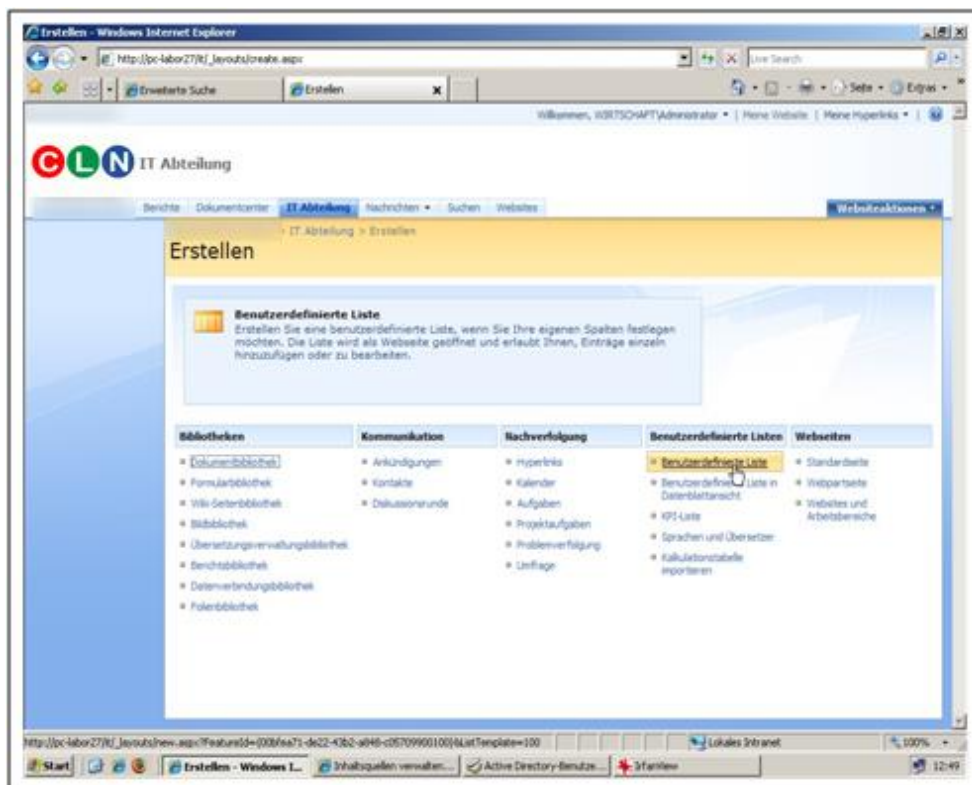 Erstellen - Windows Internet Explorer
http://pc-labor27/it/_layouts/create.aspx
Live Search
Erweiterte Suche
Erstellen
Seite
Extras
Willkommen, WIRTSCHAFT\Administrator | Meine Website | Meine Hyperlinks
CLN IT Abteilung
Berichte Dokumentcenter IT Abteilung Nachrichten Suchen Websites
Websiteaktionen
> IT Abteilung > Erstellen
Erstellen
Benutzerdefinierte Liste
Erstellen Sie eine benutzerdefinierte Liste, wenn Sie Ihre eigenen Spalten festlegen
möchten. Die Liste wird als Webseite geöffnet und erlaubt Ihnen, Einträge einzeln
hinzuzufügen oder zu bearbeiten.
Bibliotheken
Dokumentbibliothek
Formularbibliothek
Wiki-Seitenbibliothek
Bildbibliothek
Übersetzungsverwaltungsbibliothek
Berichtsbibliothek
Datenverbindungsbibliothek
Folienbibliothek
Kommunikation
Ankündigungen
Kontakte
Diskussionsrunde
Nachverfolgung
Hyperlinks
Kalender
Aufgaben
Projektaufgaben
Problemverfolgung
Umfrage
Benutzerdefinierte Listen
Benutzerdefinierte Liste
Benutzerdefinierte Liste in
Datenblattansicht
KPI-Liste
Sprachen und Übersetzer
Kalkulationstabelle
importieren
Webseiten
Standardseite
Webpartseite
Websites und
Arbeitsbereiche
Lokales Intranet
100%
Start
Erstellen - Windows I...
Inhaltsquellen verwalten...
Active Directory-Benutze...
IrfanView
12:49